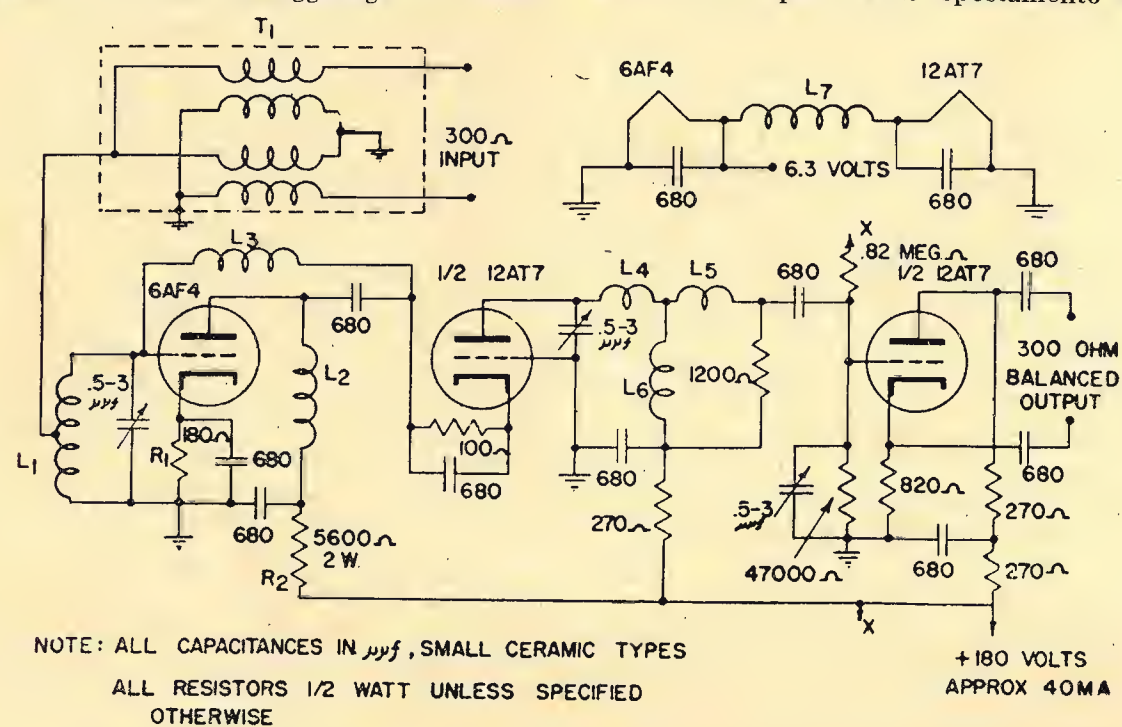 T1
300Ω
INPUT
6AF4
L7
12AT7
680
6.3 VOLTS
680
L3
6AF4
680
1/2 12AT7
.5-3
μμf
L4
L5
680
X
.82 MEG.Ω
1/2 12AT7
680
.5-3
μμf
L2
L6
1200Ω
300 OHM
BALANCED
OUTPUT
L1
180Ω
R1
680
100Ω
680
680
680
680
5600Ω
2 W.
R2
270Ω
.5-3
μμf
47000Ω
820Ω
680
270Ω
270Ω
X
+180 VOLTS
APPROX 40MA
NOTE: ALL CAPACITANCES IN μμf, SMALL CERAMIC TYPES
ALL RESISTORS 1/2 WATT UNLESS SPECIFIED
OTHERWISE